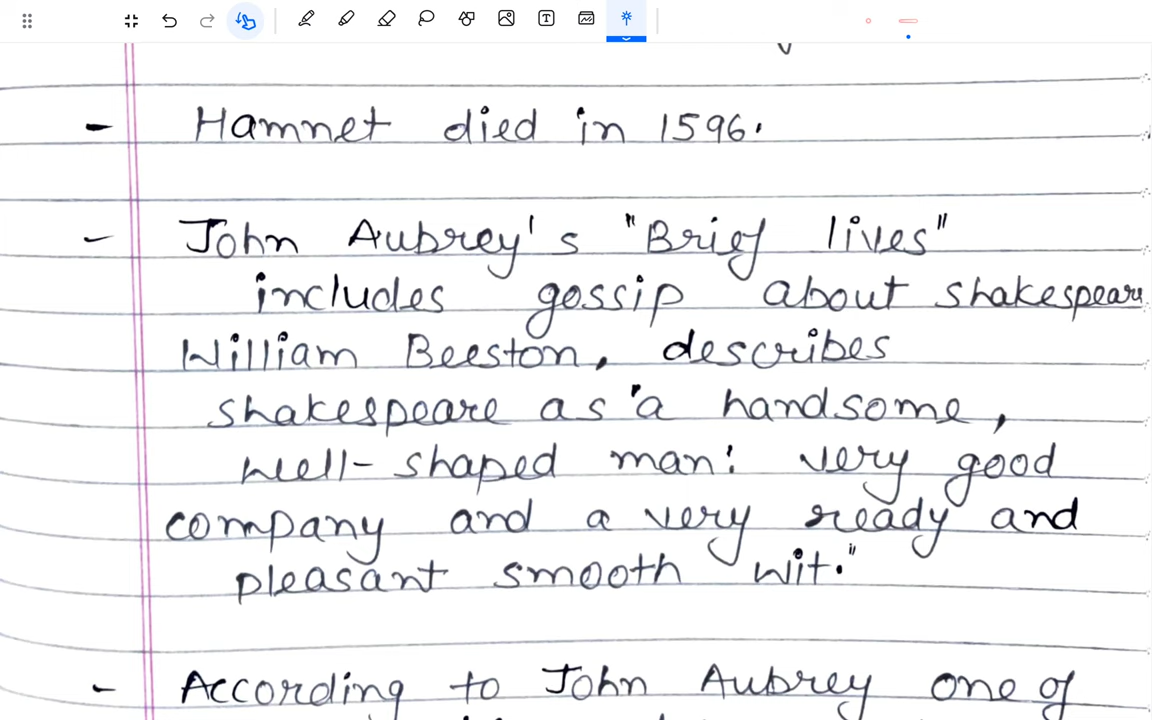 - Hamnet died in 1596.
- John Aubrey's "Brief lives"
includes gossip about shakespeare
William Beeston, describes
shakespeare as 'a handsome,
well-shaped man: very good
company and a very ready and
pleasant smooth wit."
- According to John Aubrey one of